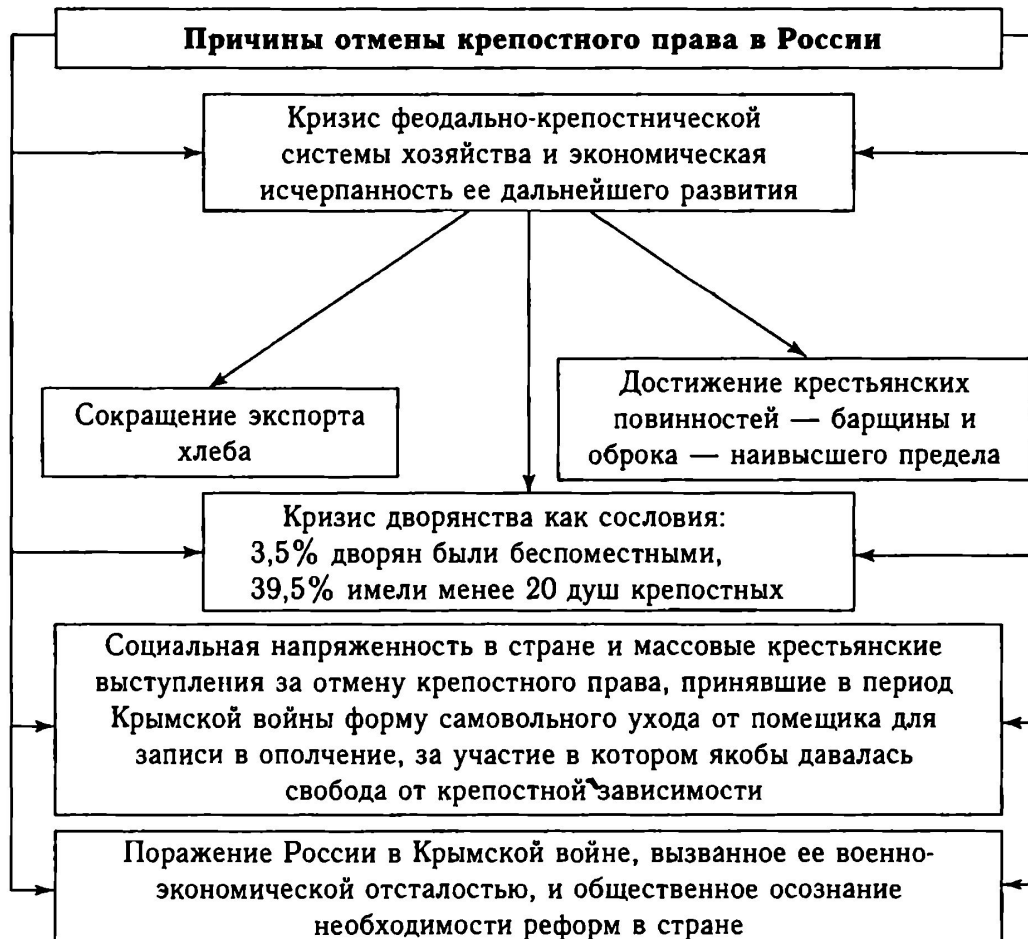 Причины отмены крепостного права в России
Кризис феодально-крепостнической
системы хозяйства и экономическая
исчерпанность ее дальнейшего развития
Сокращение экспорта
хлеба
Достижение крестьянских
повинностей — барщины и
оброка — наивысшего предела
Кризис дворянства как сословия:
3,5% дворян были беспоместными,
39,5% имели менее 20 душ крепостных
Социальная напряженность в стране и массовые крестьянские
выступления за отмену крепостного права, принявшие в период
Крымской войны форму самовольного ухода от помещика для
записи в ополчение, за участие в котором якобы давалась
свобода от крепостной зависимости
Поражение России в Крымской войне, вызванное ее военно-
экономической отсталостью, и общественное осознание
необходимости реформ в стране